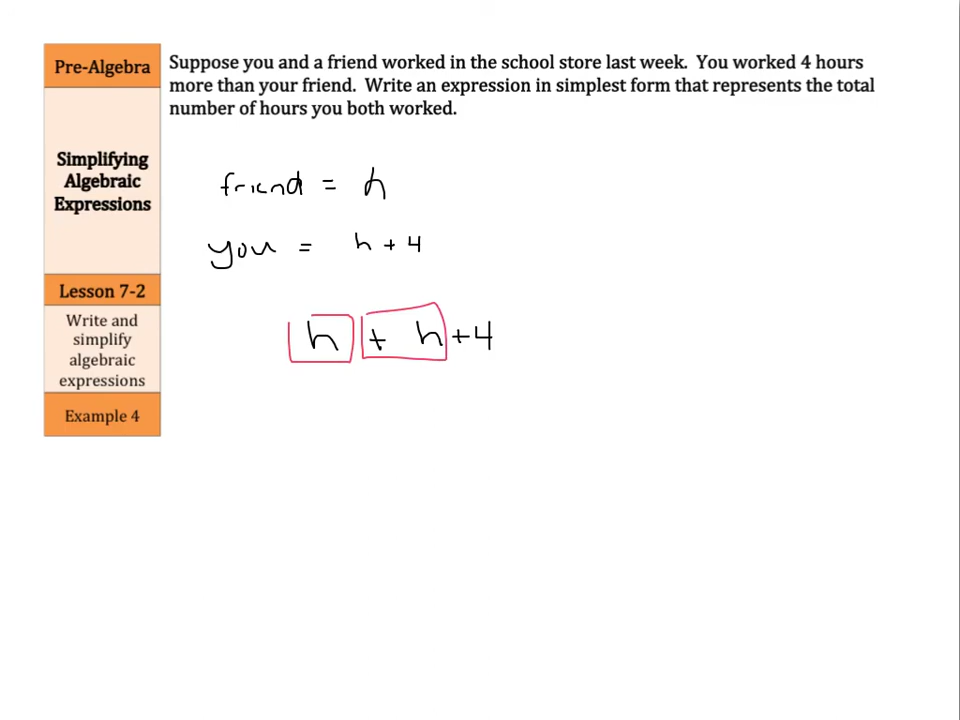 Pre-Algebra
Simplifying
Algebraic
Expressions
Lesson 7-2
Write and
simplify
algebraic
expressions
Example 4
Suppose you and a friend worked in the school store last week. You worked 4 hours
more than your friend. Write an expression in simplest form that represents the total
number of hours you both worked.
friend = h
you = h + 4
h + h + 4